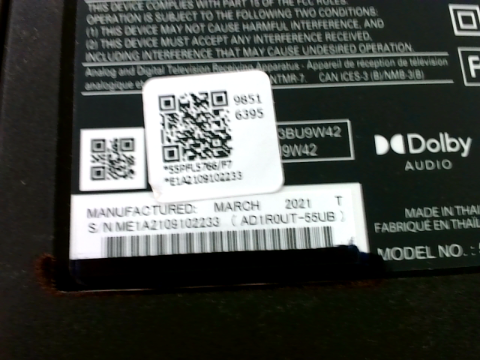 THIS DEVICE COMPLIES WITH PART 15 OF THE FCC RULES.
OPERATION IS SUBJECT TO THE FOLLOWING TWO CONDITIONS:
(1) THIS DEVICE MAY NOT CAUSE HARMFUL INTERFERENCE, AND
(2) THIS DEVICE MUST ACCEPT ANY INTERFERENCE RECEIVED,
INCLUDING INTERFERENCE THAT MAY CAUSE UNDESIRED OPERATION.
Analog and Digital Television Receiving Apparatus - Appareil de réception de télévision
analogique et
NTMR-7. CAN ICES-3 (B)/NMB-3(B)
9851
6395
3BU9W42
9W42
*55PFL5766/F7
*E1A2109102233
Dolby
AUDIO
MANUFACTURED: MARCH 2021 T
S/N ME1A2109102233 ( AD1R0UT-55UB )
MADE IN
FABRIQUÉ EN
MODEL NO. :